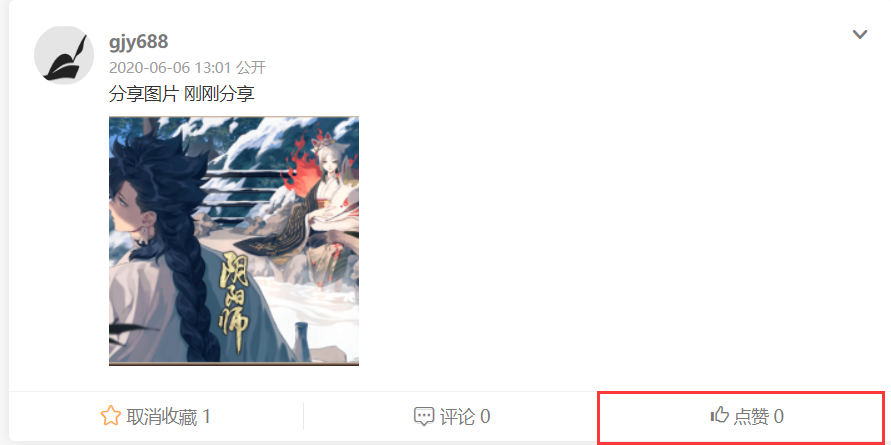 gjy688
2020-06-06 13:01 公开
分享图片 刚刚分享
阴阳师
取消收藏 1
评论 0
点赞 0